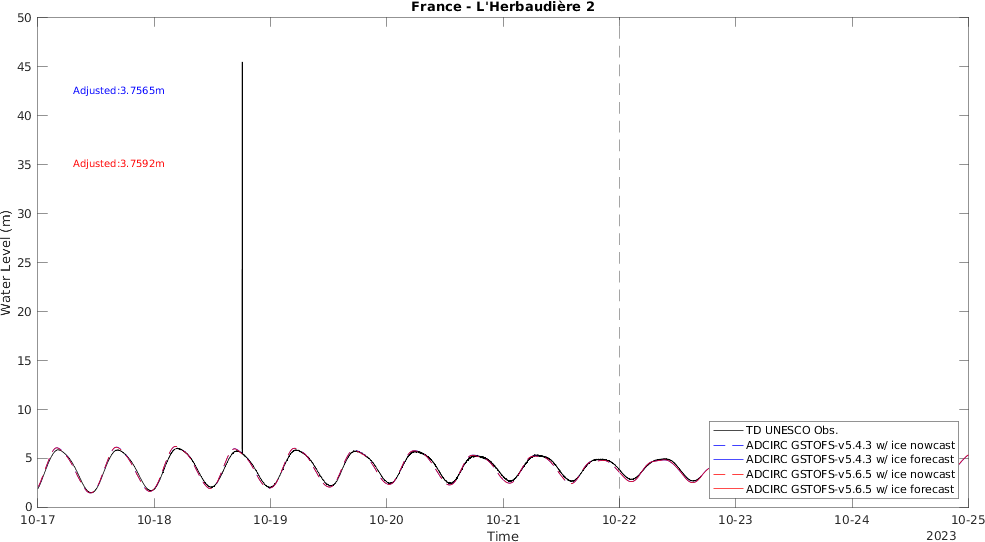 France - L'Herbaudière 2
50
45
40
35
30
25
20
15
10
5
0
Water Level (m)
Adjusted:3.7565m
Adjusted:3.7592m
TD UNESCO Obs.
ADCIRC GSTOFS-v5.4.3 w/ ice nowcast
ADCIRC GSTOFS-v5.4.3 w/ ice forecast
ADCIRC GSTOFS-v5.6.5 w/ ice nowcast
ADCIRC GSTOFS-v5.6.5 w/ ice forecast
10-17 10-18 10-19 10-20 10-21 10-22 10-23 10-24 10-25
Time
2023